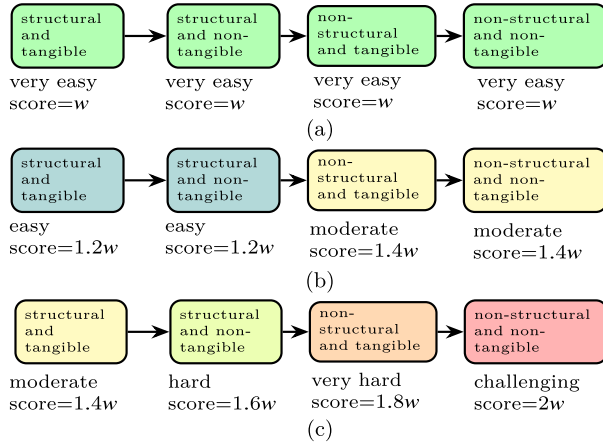 structural
and
tangible
structural
and non-
tangible
non-
structural
and tangible
non-structural
and non-
tangible
very easy
score=w
very easy
score=w
very easy
score=w
very easy
score=w
(a)
structural
and
tangible
structural
and non-
tangible
non-
structural
and tangible
non-structural
and non-
tangible
easy
score=1.2w
easy
score=1.2w
moderate
score=1.4w
moderate
score=1.4w
(b)
structural
and
tangible
structural
and non-
tangible
non-
structural
and tangible
non-structural
and non-
tangible
moderate
score=1.4w
hard
score=1.6w
very hard
score=1.8w
challenging
score=2w
(c)